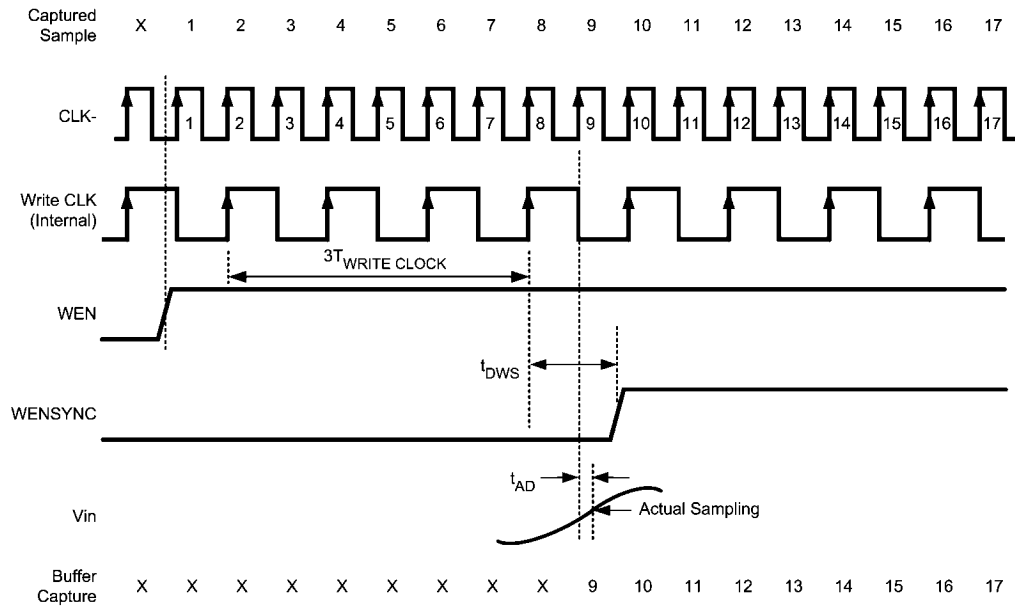 Captured
Sample
X 1 2 3 4 5 6 7 8 9 10 11 12 13 14 15 16 17
CLK-
1 2 3 4 5 6 7 8 9 10 11 12 13 14 15 16 17
Write CLK
(Internal)
3TWRITE CLOCK
WEN
tDWS
WENSYNC
tAD
Actual Sampling
Vin
Buffer
Capture
X X X X X X X X X 9 10 11 12 13 14 15 16 17